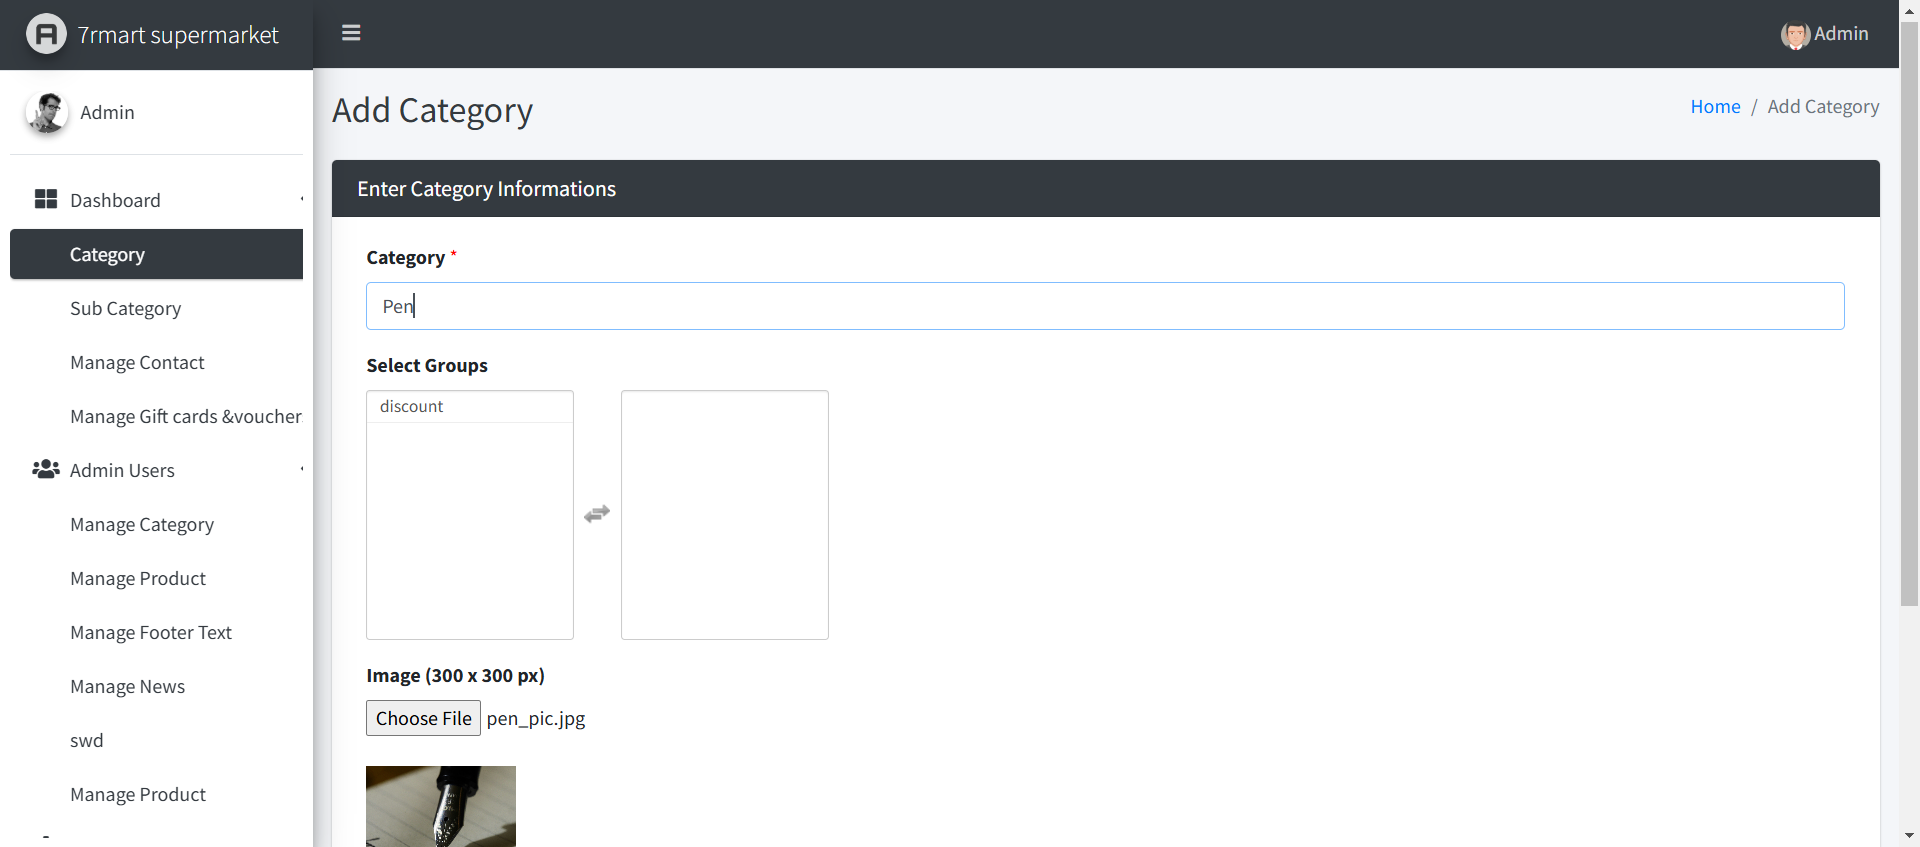 7rmart supermarket
Admin
Admin
Dashboard
Category
Sub Category
Manage Contact
Manage Gift cards &voucher
Admin Users
Manage Category
Manage Product
Manage Footer Text
Manage News
swd
Manage Product
Add Category
Home / Add Category
Enter Category Informations
Category *
Pen
Select Groups
discount
Image (300 x 300 px)
Choose File pen_pic.jpg